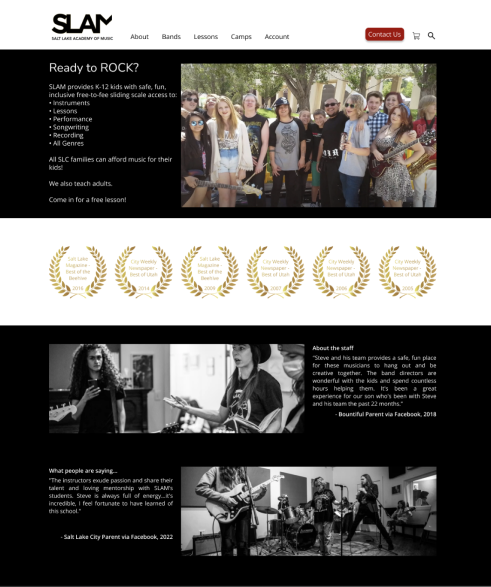 SLAM
SALT LAKE ACADEMY OF MUSIC
About Bands Lessons Camps Account
Contact Us
Ready to ROCK?
SLAM provides K-12 kids with safe, fun,
inclusive free-to-fee sliding scale access to:
• Instruments
• Lessons
• Performance
• Songwriting
• Recording
• All Genres
All SLC families can afford music for their
kids!
We also teach adults.
Come in for a free lesson!
Salt Lake
Magazine -
Best of the
Beehive
2016
City Weekly
Newspaper -
Best of Utah
2014
Salt Lake
Magazine -
Best of the
Beehive
2009
City Weekly
Newspaper -
Best of Utah
2007
City Weekly
Newspaper -
Best of Utah
2006
City Weekly
Newspaper -
Best of Utah
2005
About the staff
"Steve and his team provides a safe, fun place
for these musicians to hang out and be
creative together. The band directors are
wonderful with the kids and spend countless
hours helping them. It's been a great
experience for our son who's been with Steve
and his team the past 22 months."
- Bountiful Parent via Facebook, 2018
What people are saying...
"The instructors exude passion and share their
talent and loving mentorship with SLAM's
students. Steve is always full of energy...it's
incredible, I feel fortunate to have learned of
this school."
- Salt Lake City Parent via Facebook, 2022